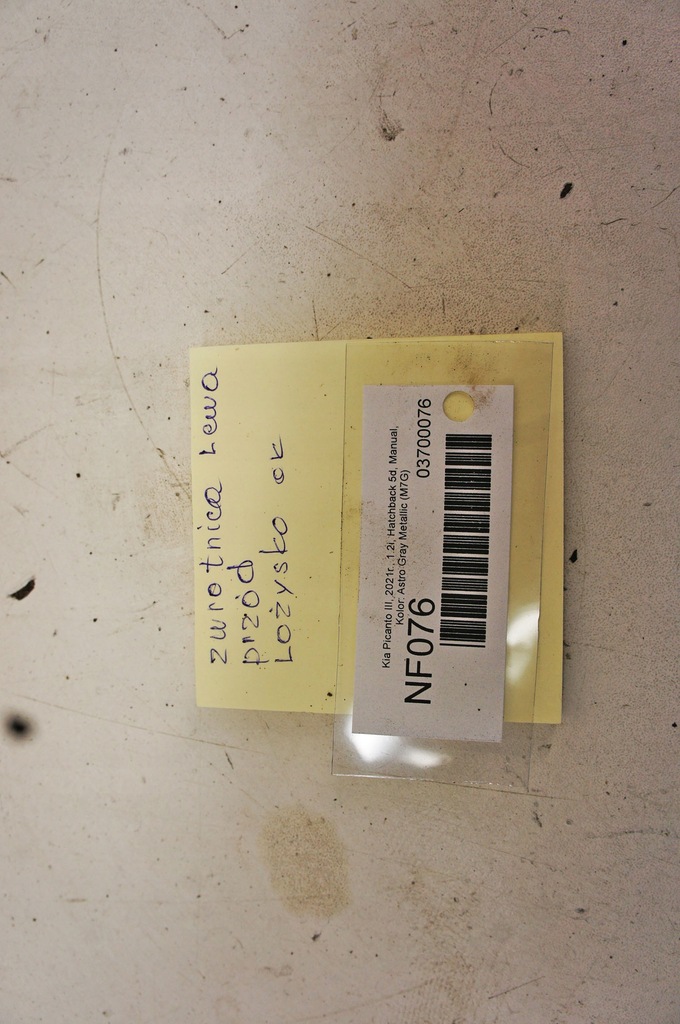 zwrotnica Lewa
przód
Łożysko ok
Kia Picanto III, 2021r., 1.2i, Hatchback 5d, Manual,
Kolor: Astro Gray Metallic (M7G)
NF076 03700076